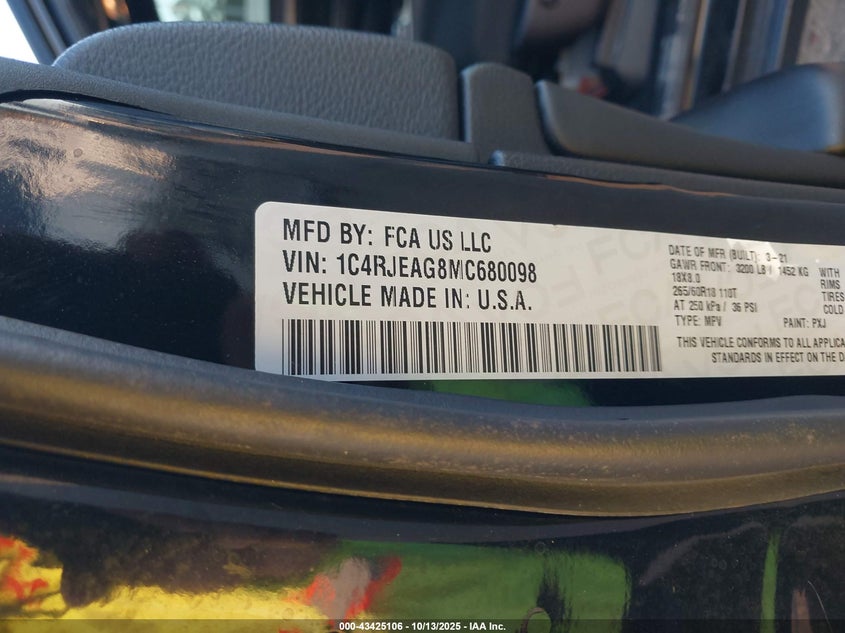 MFD BY: FCA US LLC
VIN: 1C4RJEAG8MC680098
VEHICLE MADE IN: U.S.A.
DATE OF MFR (BUILT): 3-21
GAWR FRONT: 3200 LB / 1452 KG WITH
18X8.0 RIMS
265/60R18 110T TIRES
AT 250 kPa / 36 PSI COLD
TYPE: MPV PAINT: PXJ
THIS VEHICLE CONFORMS TO ALL APPLICA
STANDARDS IN EFFECT ON THE DA
000-43425106 - 10/13/2025 - IAA Inc.